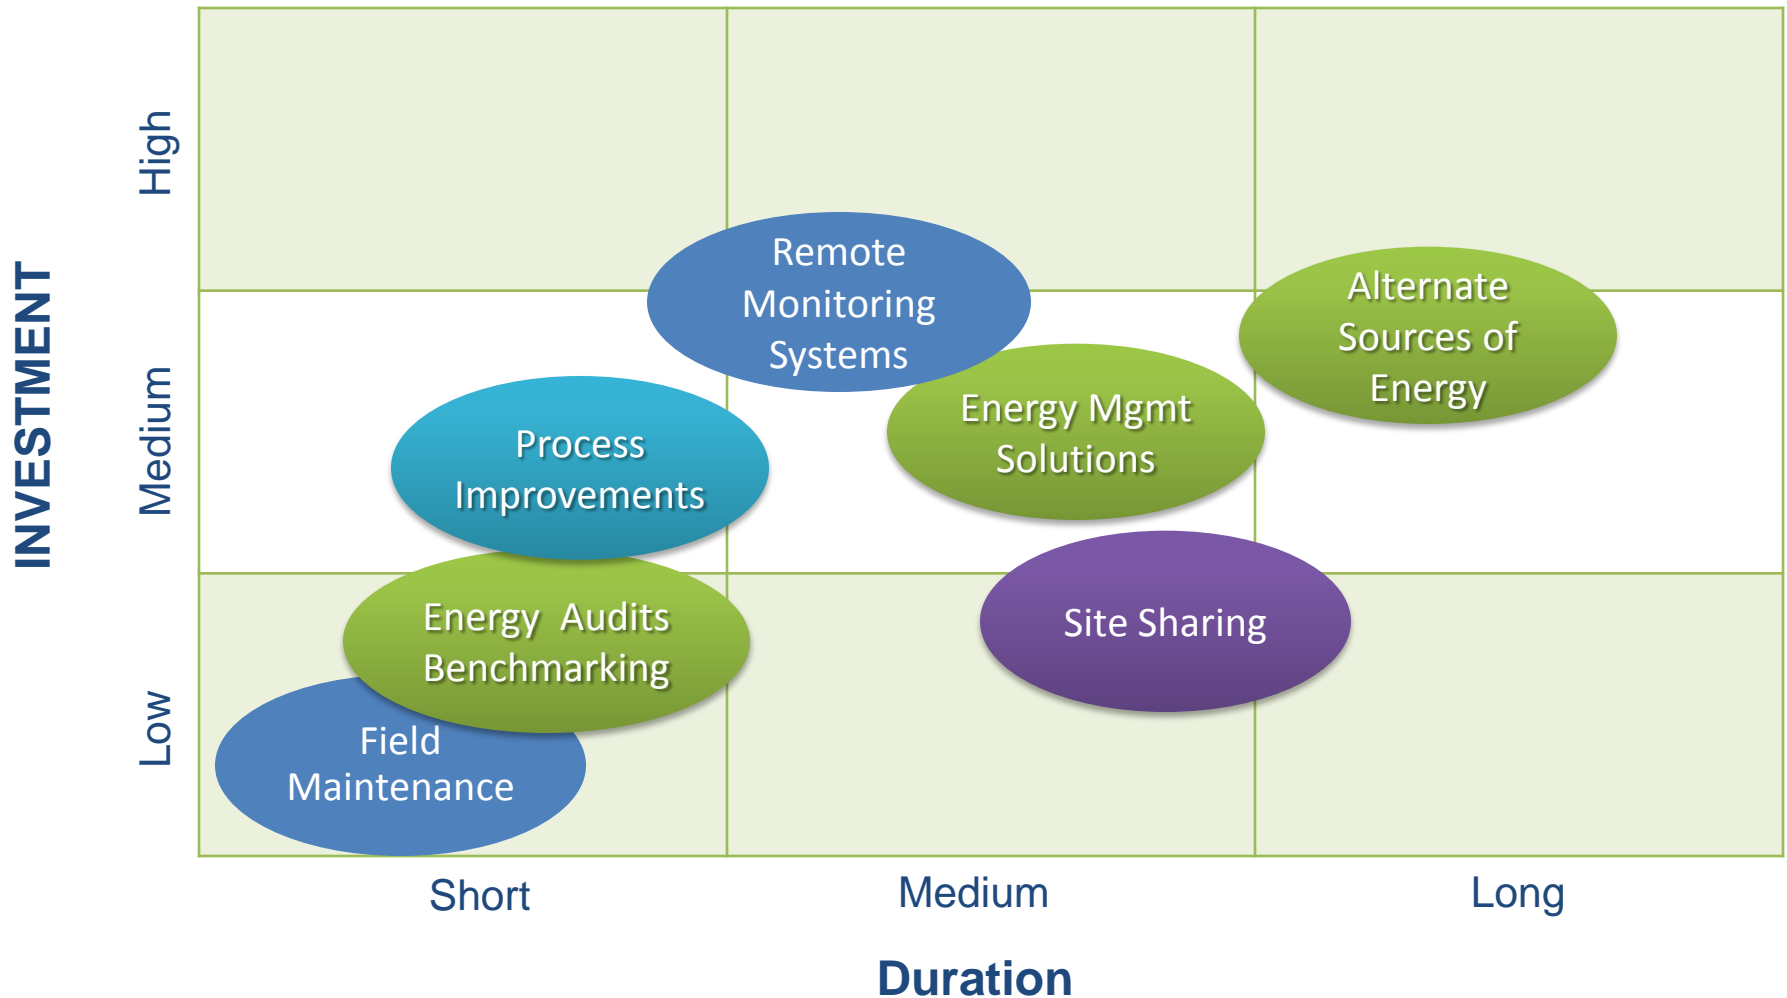 INVESTMENT
High
Medium
Low
Remote
Monitoring
Systems
Alternate
Sources of
Energy
Energy Mgmt
Solutions
Process
Improvements
Energy  Audits
Benchmarking
Site Sharing
Field
Maintenance
Short
Medium
Long
Duration